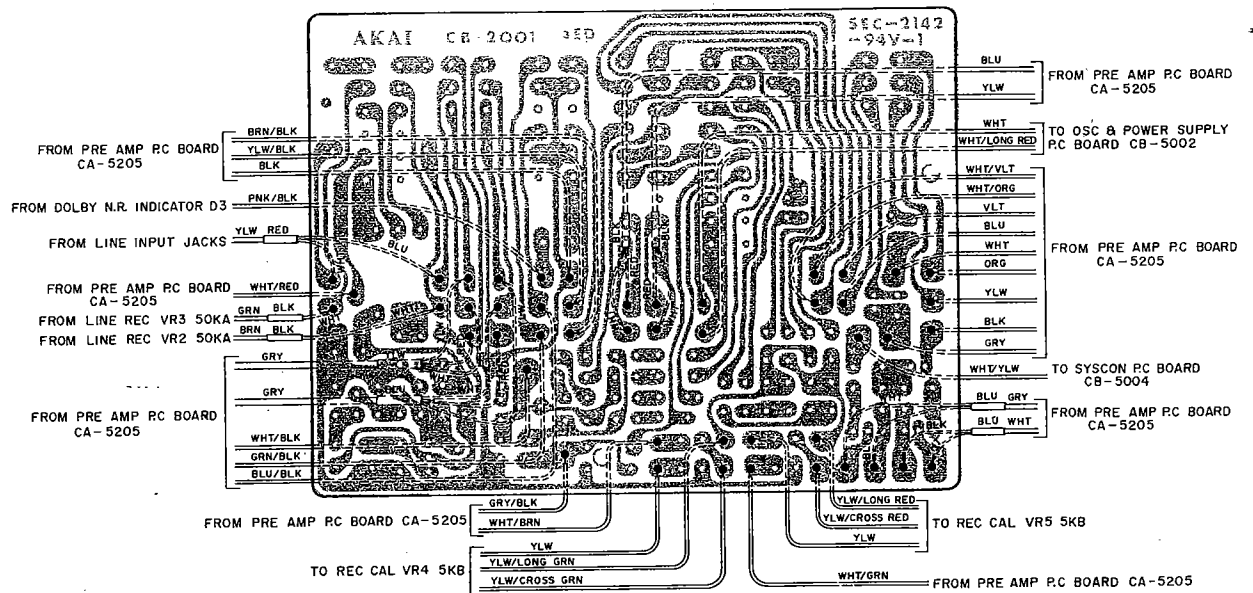 AKAI CB-2001 3ED SEC-2142
-94V-1
BLU
YLW
FROM PRE AMP P.C BOARD
CA-5205
WHT
WHT/LONG RED
TO OSC & POWER SUPPLY
P.C BOARD CB-5002
BRN/BLK
YLW/BLK
BLK
FROM PRE AMP P.C BOARD
CA-5205
PNK/BLK
FROM DOLBY N.R. INDICATOR D3
YLW RED
FROM LINE INPUT JACKS
BLU
WHT/RED
FROM PRE AMP P.C BOARD
CA-5205
GRN BLK
FROM LINE REC VR3 50KA
BRN BLK
FROM LINE REC VR2 50KA
GRY
GRY
FROM PRE AMP P.C BOARD
CA-5205
WHT/BLK
GRN/BLK
BLU/BLK
BLK
RED
YLW
WHT/VLT
WHT/ORG
VLT
BLU
WHT
ORG
YLW
BLK
GRY
FROM PRE AMP P.C BOARD
CA-5205
WHT/YLW
TO SYSCON P.C BOARD
CB-5004
WHT
BLU GRY
BLU WHT
BLK
FROM PRE AMP P.C BOARD
CA-5205
GRY/BLK
WHT/BRN
FROM PRE AMP P.C BOARD CA-5205
YLW
YLW/LONG GRN
YLW/CROSS GRN
TO REC CAL VR4 5KB
YLW/LONG RED
YLW/CROSS RED
YLW
TO REC CAL VR5 5KB
WHT/GRN
FROM PRE AMP P.C BOARD CA-5205